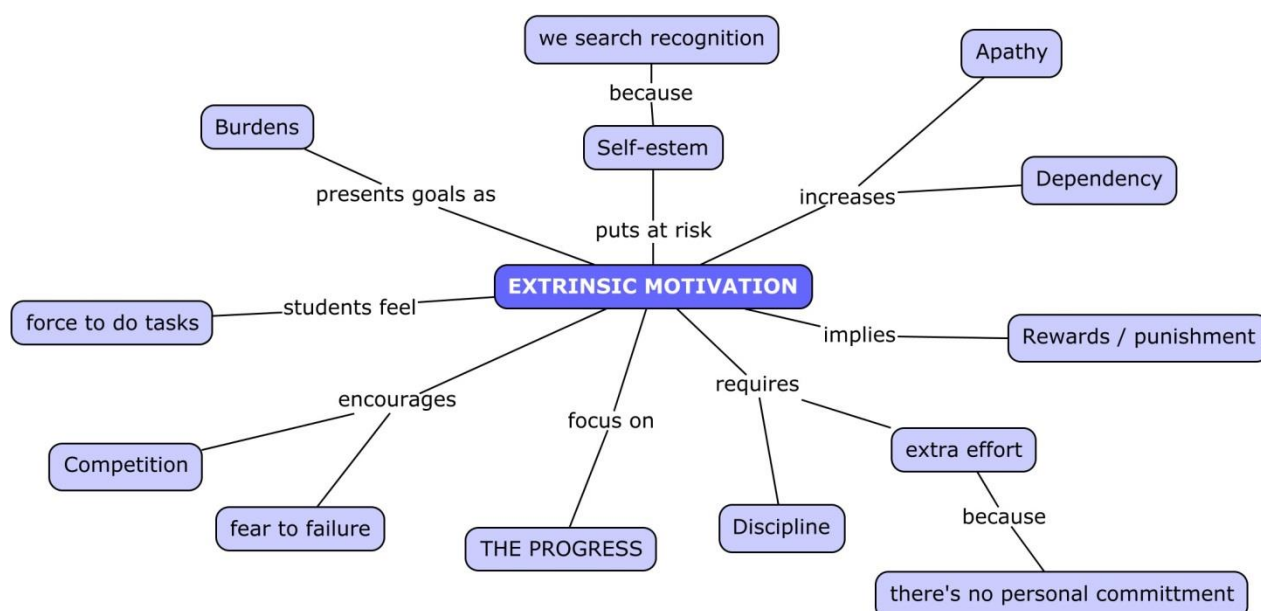 we search recognition
Apathy
because
Burdens
Self-estem
Dependency
presents goals as
increases
puts at risk
EXTRINSIC MOTIVATION
students feel
force to do tasks
implies
Rewards / punishment
requires
encourages
focus on
extra effort
Competition
fear to failure
Discipline
because
THE PROGRESS
there's no personal committment